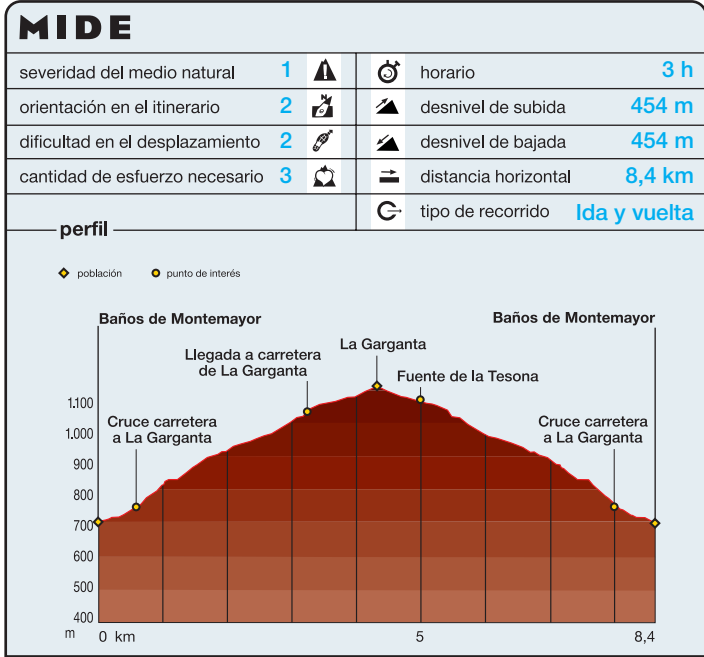 MIDE
severidad del medio natural 1
orientación en el itinerario 2
dificultad en el desplazamiento 2
cantidad de esfuerzo necesario 3
horario 3 h
desnivel de subida 454 m
desnivel de bajada 454 m
distancia horizontal 8,4 km
tipo de recorrido Ida y vuelta
perfil
población
punto de interés
Baños de Montemayor
Baños de Montemayor
La Garganta
Llegada a carretera
de La Garganta
Fuente de la Tesona
Cruce carretera
a La Garganta
Cruce carretera
a La Garganta
1.100
1.000
900
800
700
600
500
400
m
0 km
5
8,4
N